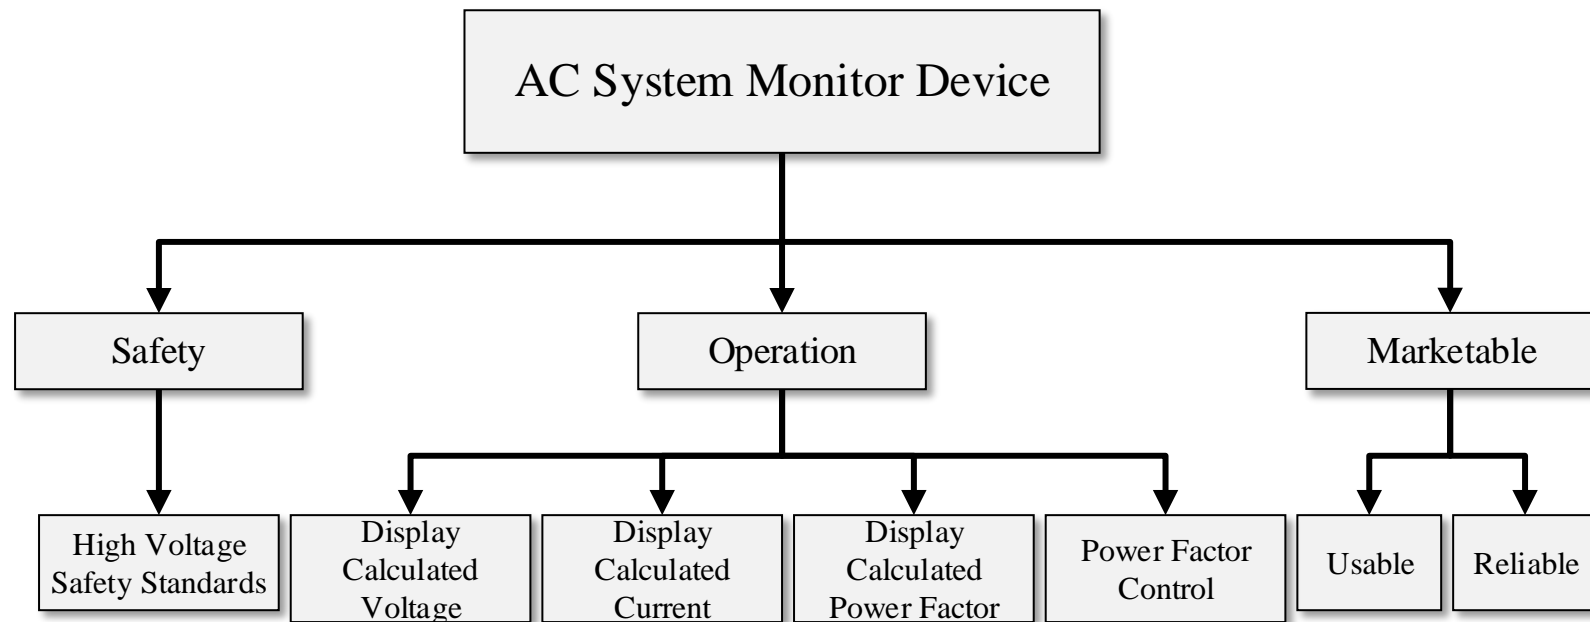 AC System Monitor Device
Safety
Operation
Marketable
High Voltage
Safety Standards
Display
Calculated
Voltage
Display
Calculated
Current
Display
Calculated
Power Factor
Power Factor
Control
Usable
Reliable